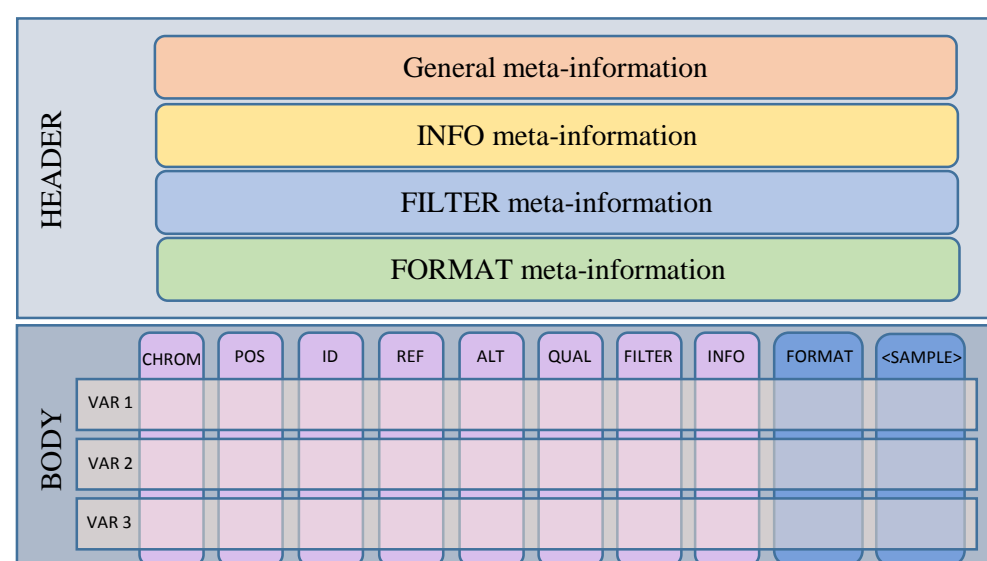 HEADER
General meta-information
INFO meta-information
FILTER meta-information
FORMAT meta-information
BODY
CHROM POS ID REF ALT QUAL FILTER INFO FORMAT <SAMPLE>
VAR 1
VAR 2
VAR 3